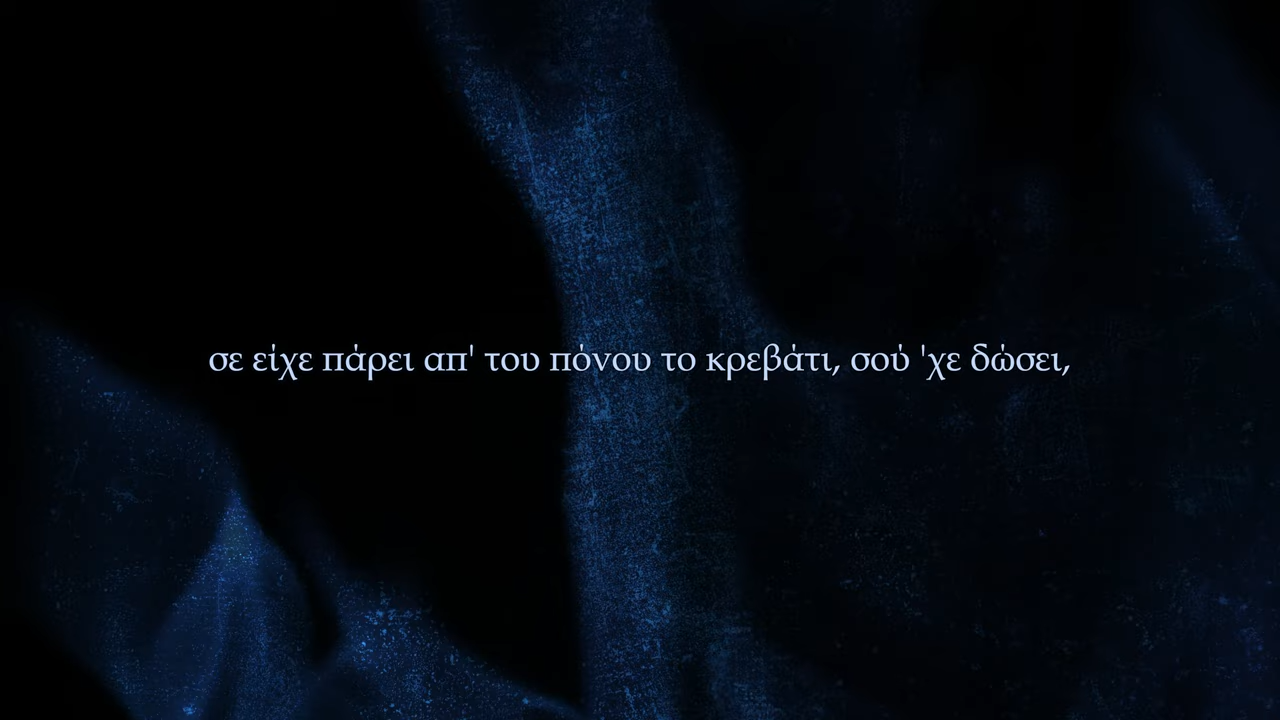 σε είχε πάρει απ' του πόνου το κρεβάτι, σού 'χε δώσει,